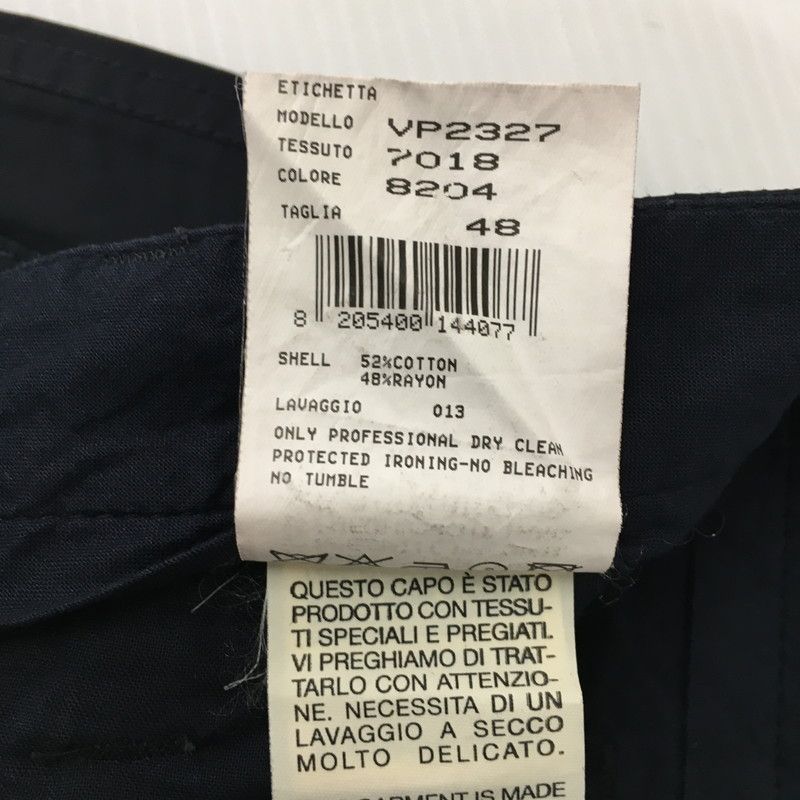 ETICHETTA
MODELLO VP2327
TESSUTO 7018
COLORE 8204
TAGLIA 48
8 205400 144077
SHELL 52%COTTON
48%RAYON
LAVAGGIO 013
ONLY PROFESSIONAL DRY CLEAN
PROTECTED IRONING-NO BLEACHING
NO TUMBLE
QUESTO CAPO È STATO
PRODOTTO CON TESSU-
TI SPECIALI E PREGIATI.
VI PREGHIAMO DI TRAT-
TARLO CON ATTENZIO-
NE. NECESSITA DI UN
LAVAGGIO A SECCO
MOLTO DELICATO.
GARMENT IS MADE